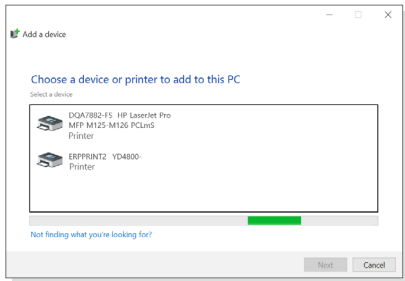 Add a device
Choose a device or printer to add to this PC
Select a device
DQA7882-F5 HP LaserJet Pro
MFP M125-M126 PCLmS
Printer
ERPPRINT2 YD4800-
Printer
Not finding what you're looking for?
Next
Cancel